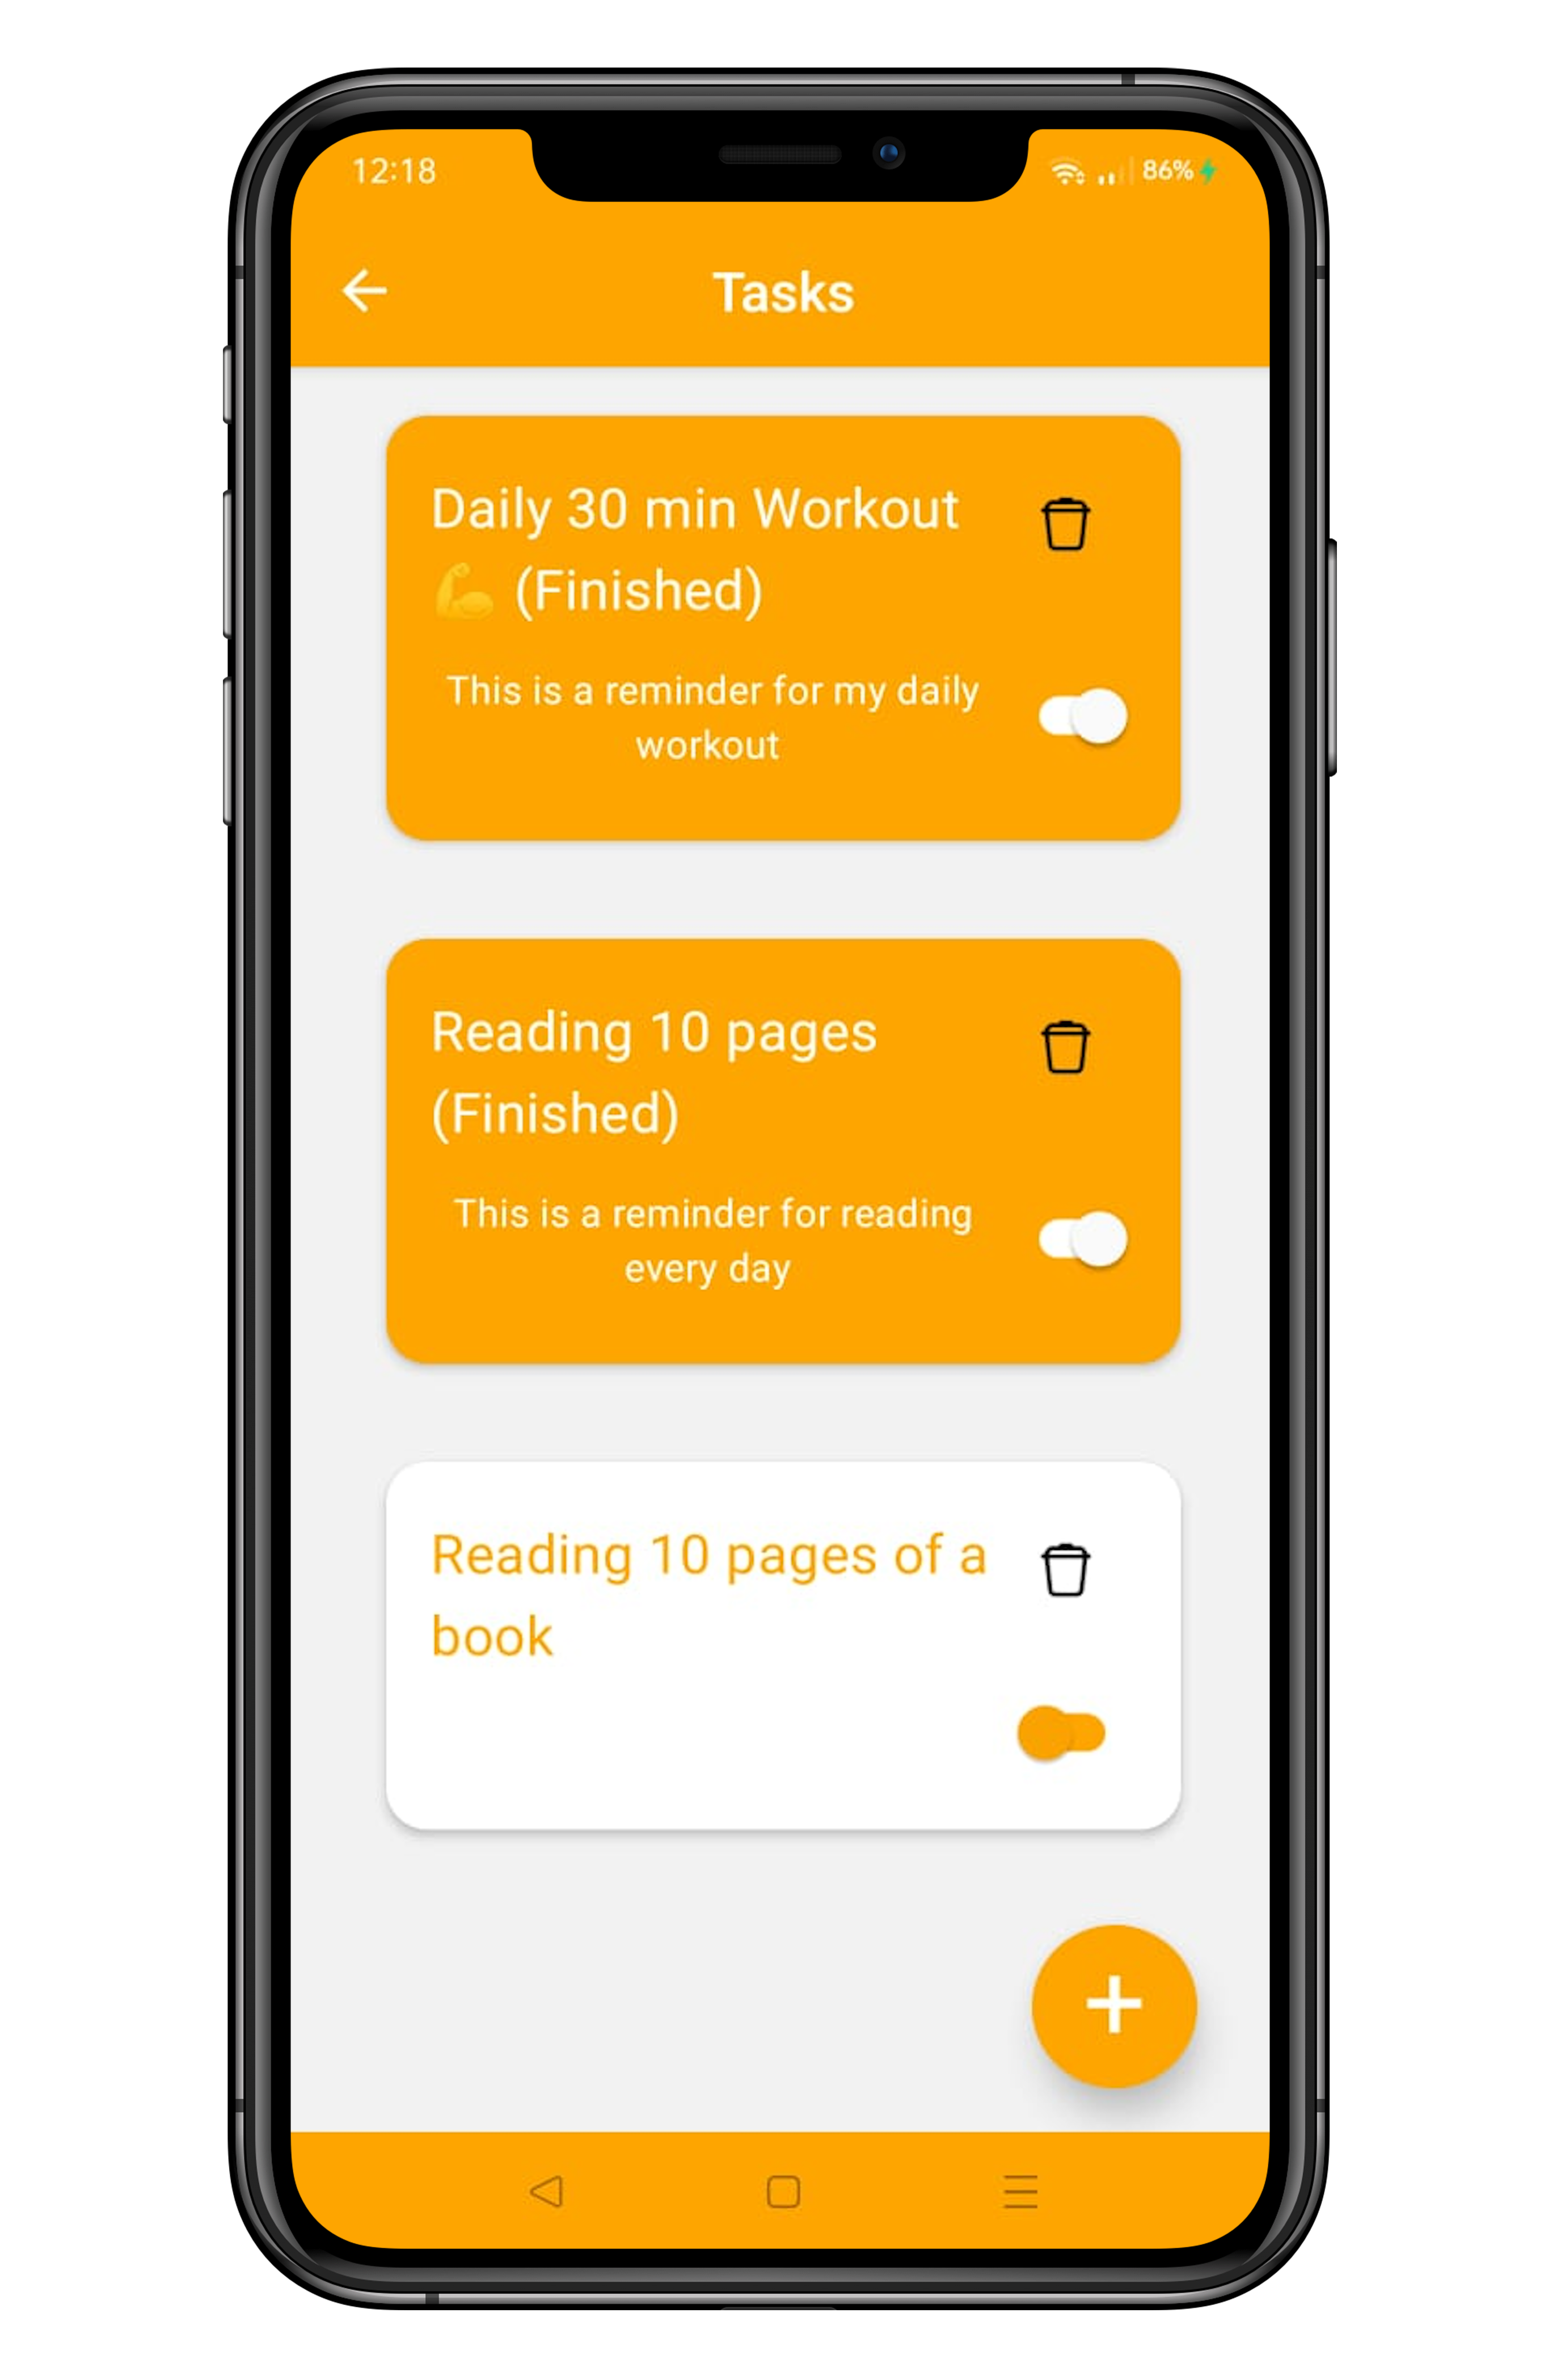 12:18
86%
Tasks
Daily 30 min Workout
💪 (Finished)
This is a reminder for my daily
workout
Reading 10 pages
(Finished)
This is a reminder for reading
every day
Reading 10 pages of a
book